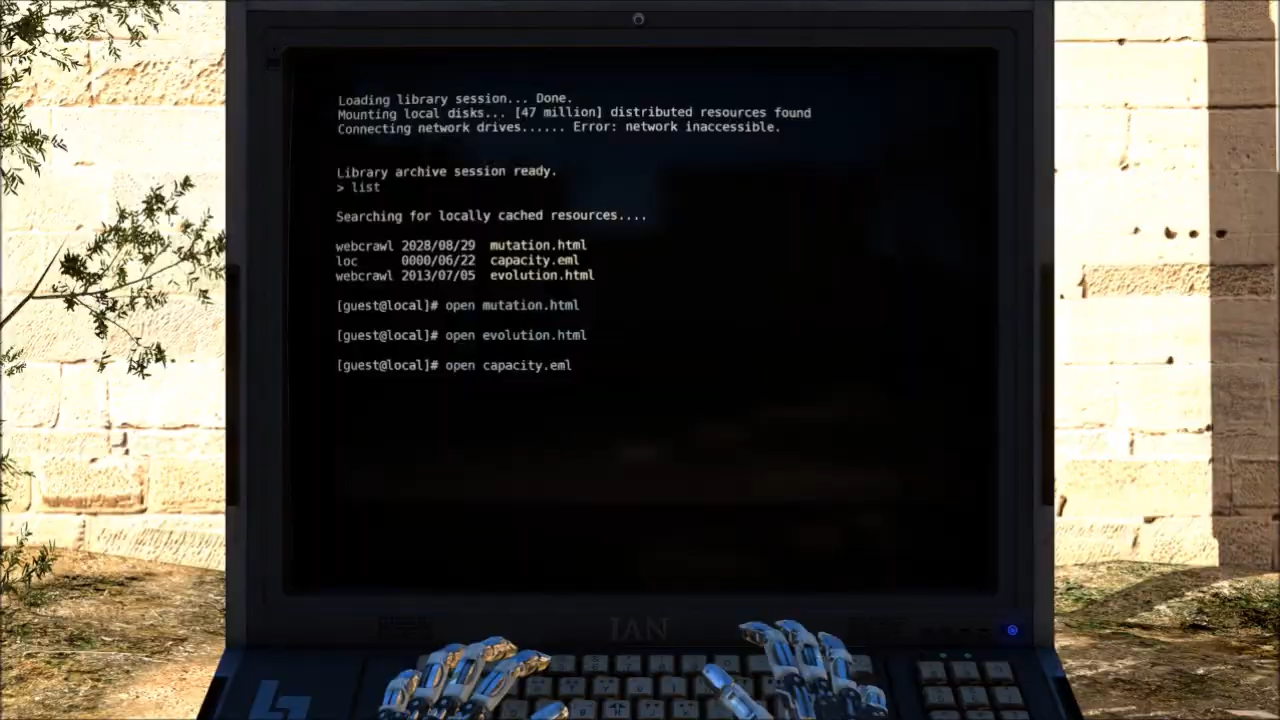 Loading library session... Done.
Mounting local disks... [47 million] distributed resources found
Connecting network drives...... Error: network inaccessible.
Library archive session ready.
> list
Searching for locally cached resources....
webcrawl 2028/08/29 mutation.html
loc 0000/06/22 capacity.eml
webcrawl 2013/07/05 evolution.html
[guest@local]# open mutation.html
[guest@local]# open evolution.html
[guest@local]# open capacity.eml
IAN